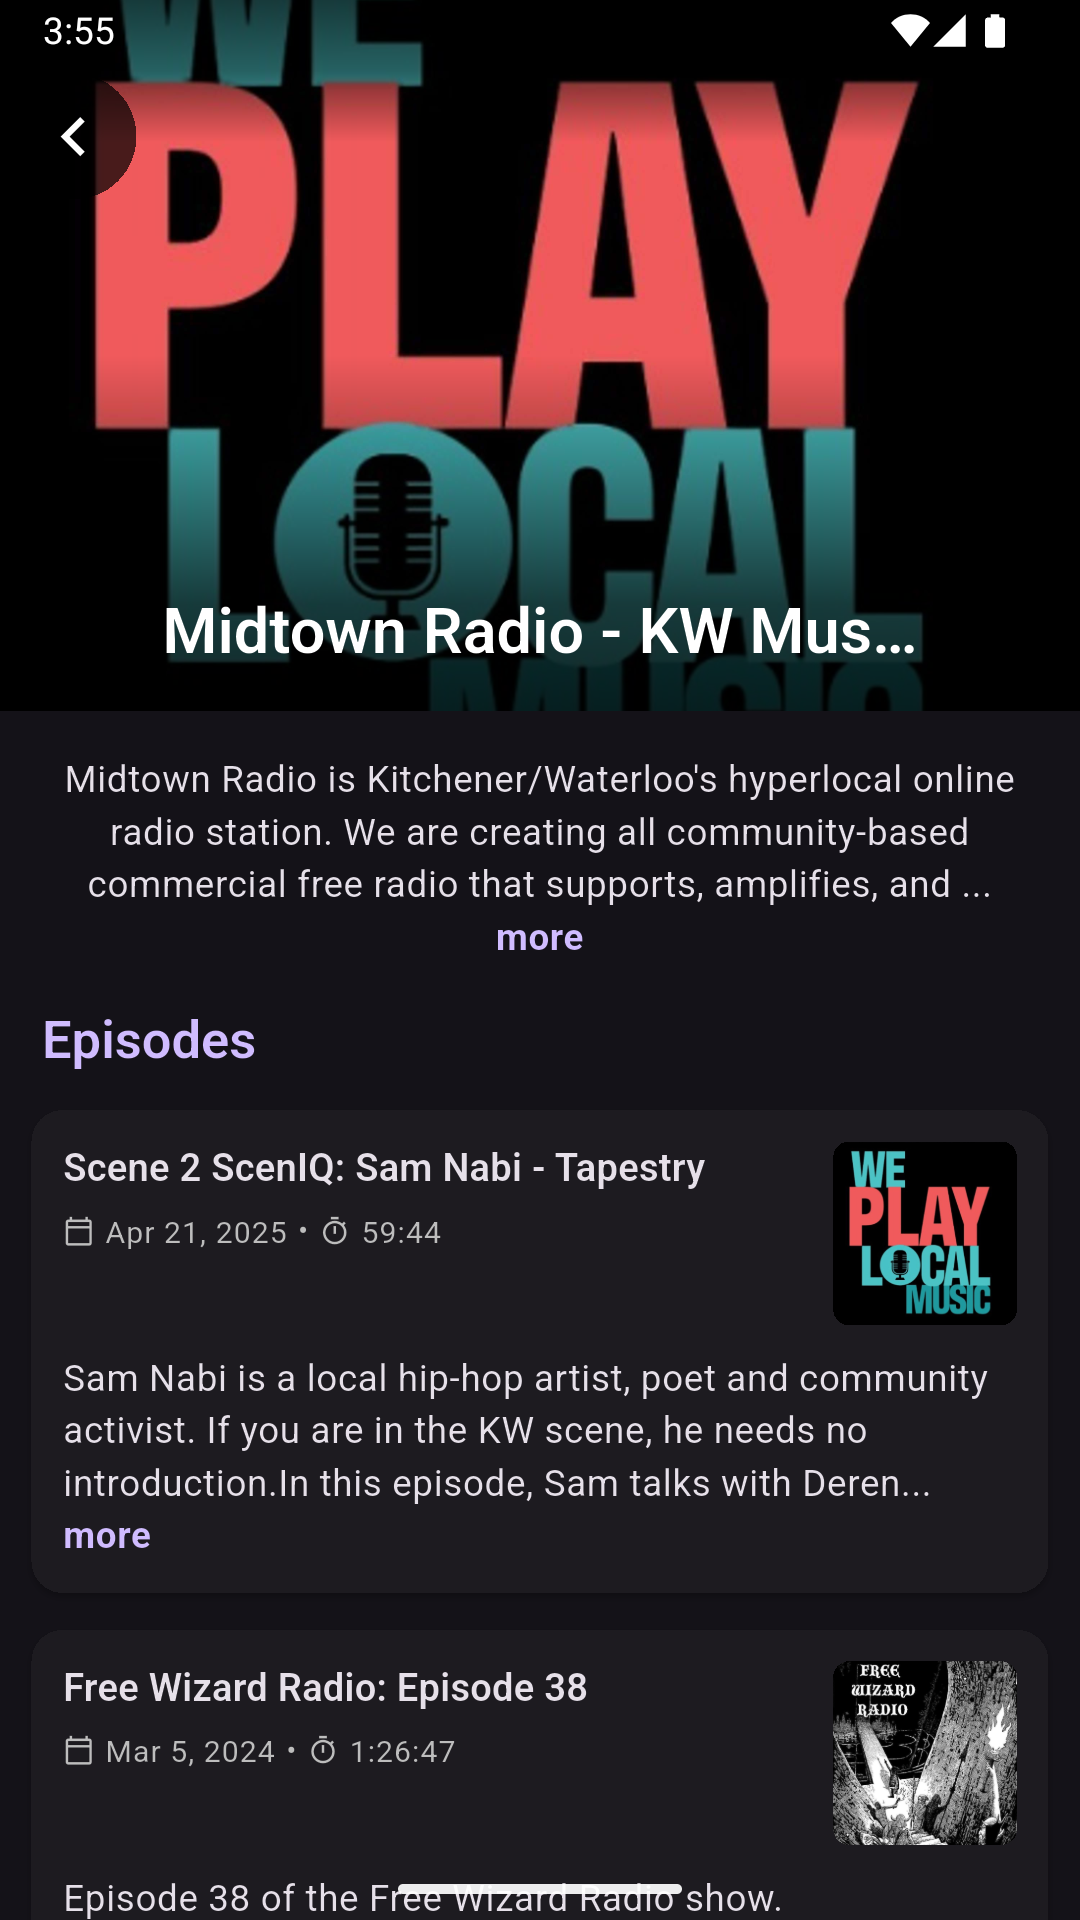 3:55
WE
PLAY
LOCAL
MUSIC
Midtown Radio - KW Mus...
Midtown Radio is Kitchener/Waterloo's hyperlocal online
radio station. We are creating all community-based
commercial free radio that supports, amplifies, and ...
more
Episodes
Scene 2 ScenIQ: Sam Nabi - Tapestry
Apr 21, 2025 • 59:44
WE
PLAY
LOCAL
MUSIC
Sam Nabi is a local hip-hop artist, poet and community
activist. If you are in the KW scene, he needs no
introduction.In this episode, Sam talks with Deren...
more
Free Wizard Radio: Episode 38
Mar 5, 2024 • 1:26:47
FREE
WIZARD
RADIO
Episode 38 of the Free Wizard Radio show.